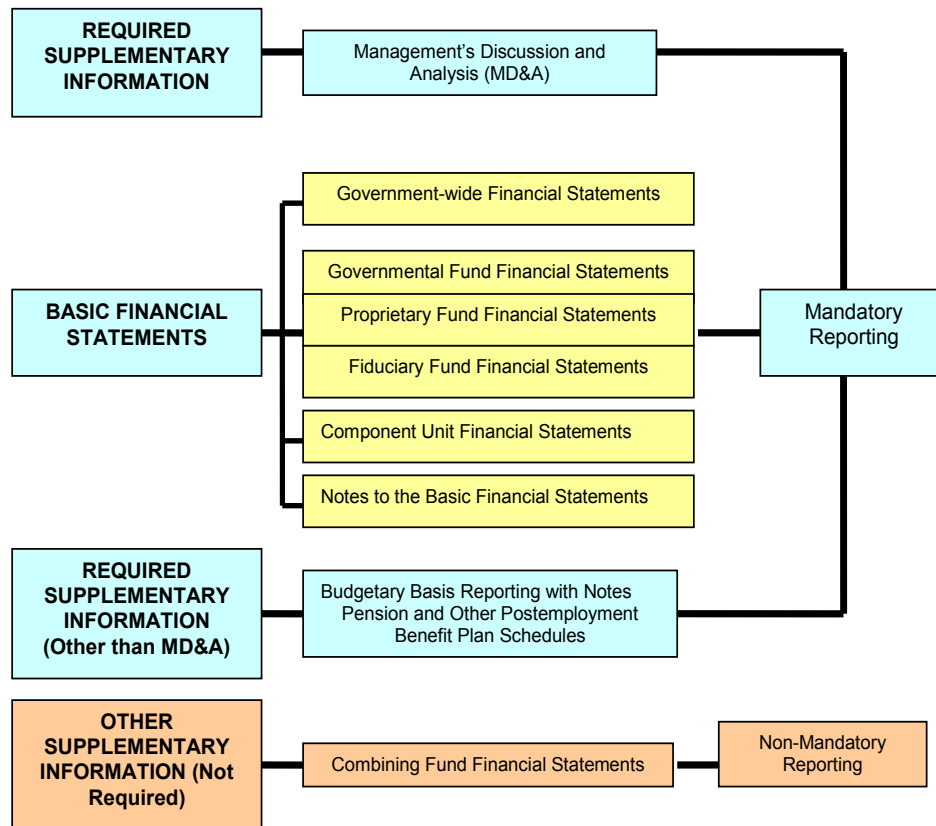 REQUIRED
SUPPLEMENTARY
INFORMATION
Management’s Discussion and
Analysis (MD&A)
Government-wide Financial Statements
Governmental Fund Financial Statements
BASIC FINANCIAL
STATEMENTS
Proprietary Fund Financial Statements
Mandatory
Reporting
Fiduciary Fund Financial Statements
Component Unit Financial Statements
Notes to the Basic Financial Statements
REQUIRED
SUPPLEMENTARY
INFORMATION
(Other than MD&A)
Budgetary Basis Reporting with Notes
Pension and Other Postemployment
Benefit Plan Schedules
OTHER
SUPPLEMENTARY
INFORMATION (Not
Required)
Combining Fund Financial Statements
Non-Mandatory
Reporting